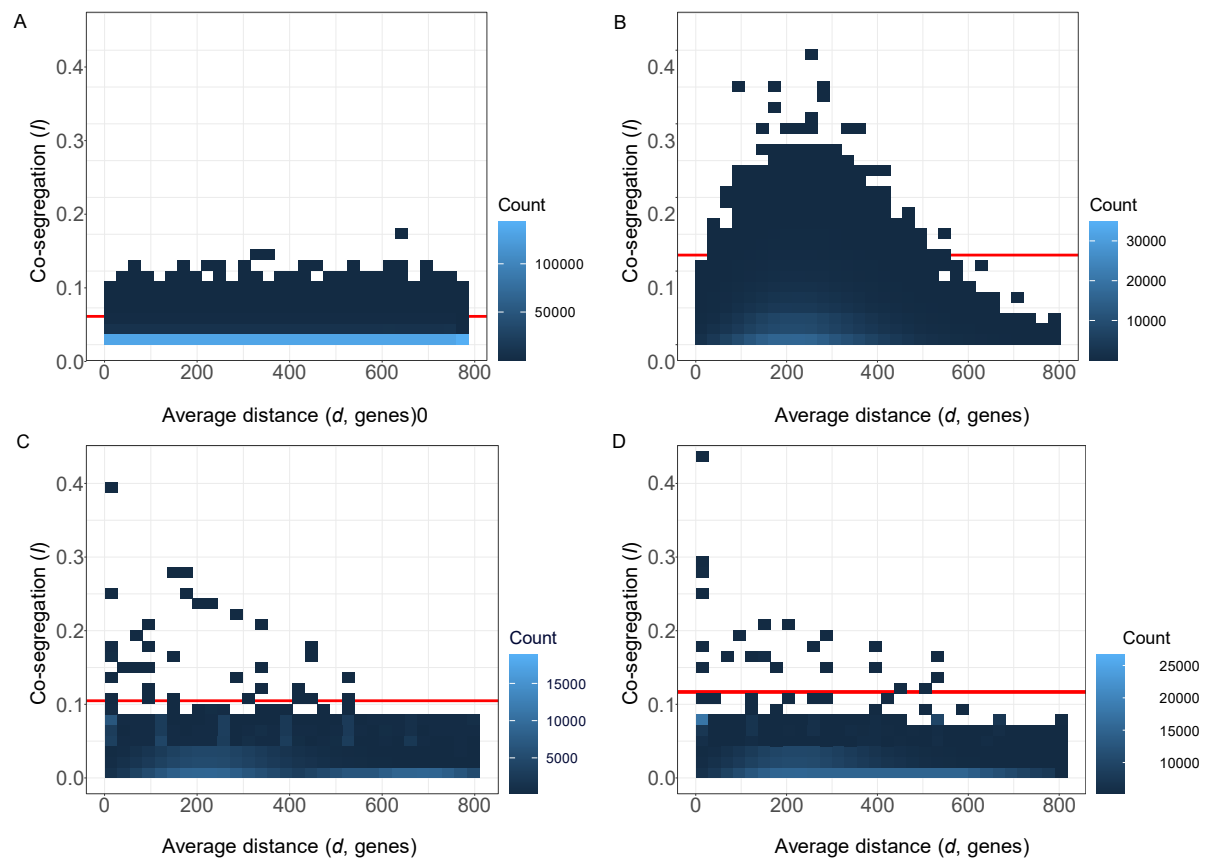 A
Co-segregation (I)
0.4
0.3
0.2
0.1
0.0
0 200 400 600 800
Average distance (d, genes)0
Count
100000
50000
B
Co-segregation (I)
0.4
0.3
0.2
0.1
0.0
0 200 400 600 800
Average distance (d, genes)
Count
30000
20000
10000
C
Co-segregation (I)
0.4
0.3
0.2
0.1
0.0
0 200 400 600 800
Average distance (d, genes)
Count
15000
10000
5000
D
Co-segregation (I)
0.4
0.3
0.2
0.1
0.0
0 200 400 600 800
Average distance (d, genes)
Count
25000
20000
15000
10000